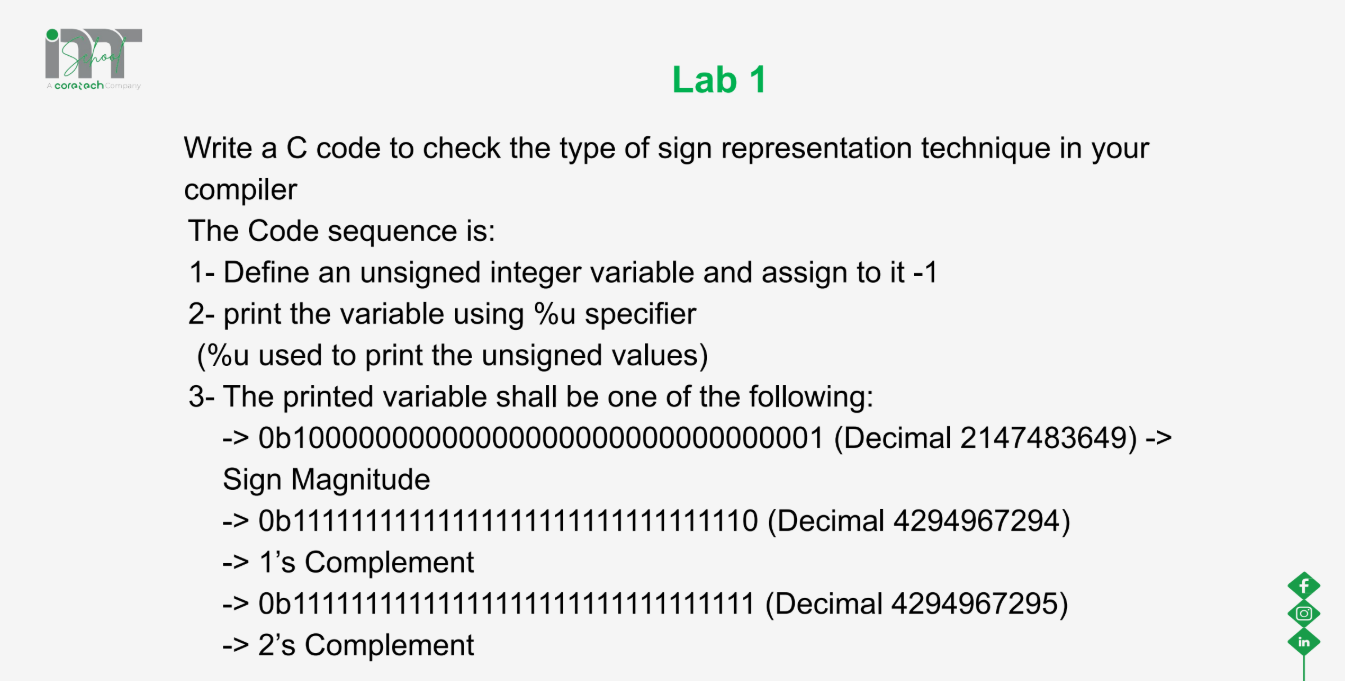 imt
School
A corazech Company
Lab 1
Write a C code to check the type of sign representation technique in your
compiler
The Code sequence is:
1- Define an unsigned integer variable and assign to it -1
2- print the variable using %u specifier
(%u used to print the unsigned values)
3- The printed variable shall be one of the following:
-> 0b10000000000000000000000000000001 (Decimal 2147483649) ->
Sign Magnitude
-> 0b11111111111111111111111111111110 (Decimal 4294967294)
-> 1’s Complement
-> 0b11111111111111111111111111111111 (Decimal 4294967295)
-> 2’s Complement
f
in